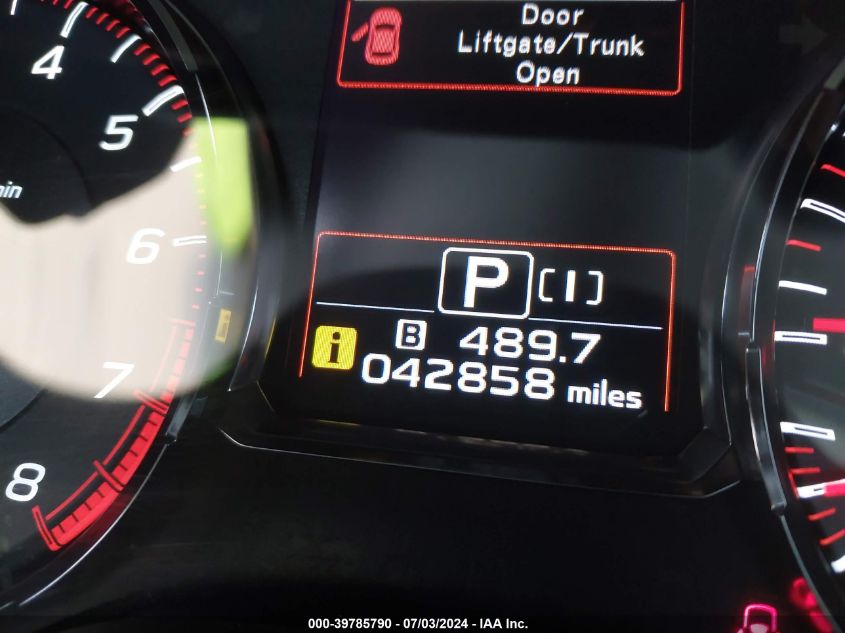 Door
Liftgate/Trunk
Open
4
5
min
6
7
8
P [I]
i B 489.7
042858 miles
000-39785790 - 07/03/2024 - IAA Inc.